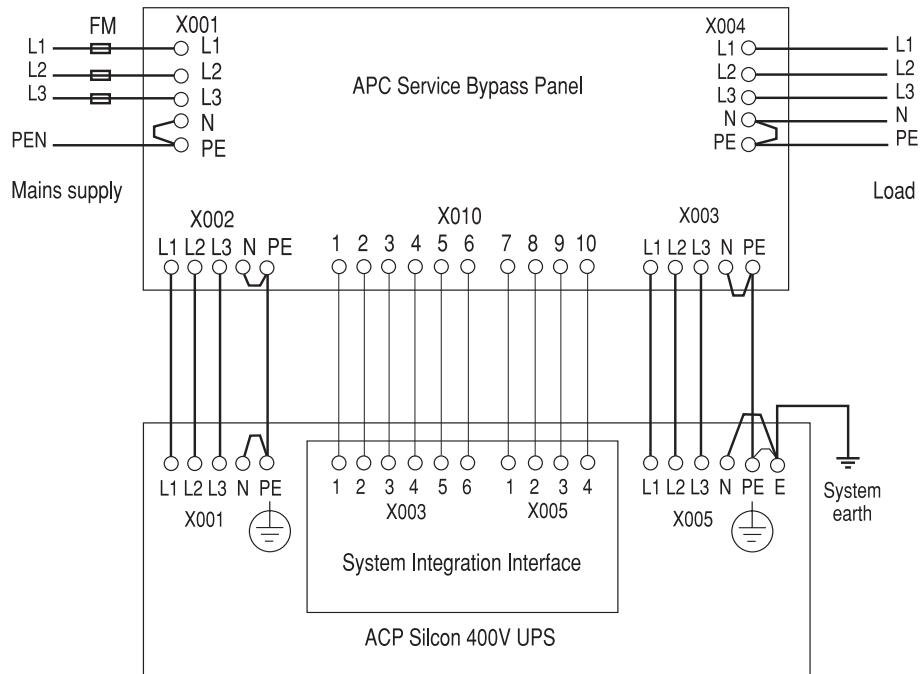 FM X001 X004
L1 L1 L1 L1
L2 L2 APC Service Bypass Panel L2 L2
L3 L3 L3 L3
N N N
PEN PE PE PE
Mains supply Load
X002 X010 X003
L1 L2 L3 N PE 1 2 3 4 5 6 7 8 9 10 L1 L2 L3 N PE
L1 L2 L3 N PE 1 2 3 4 5 6 1 2 3 4 L1 L2 L3 N PE E System
X001 X003 X005 X005 earth
System Integration Interface
ACP Silcon 400V UPS